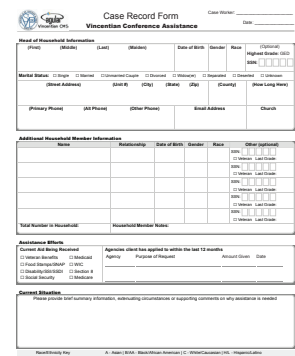 Case Record Form
Vincentian Conference Assistance
Case Worker:
Date:
Vincentian CMS
Head of Household Information
(First) (Middle) (Last) (Maiden) Date of Birth Gender Race (Optional)
Highest Grade: GED
SSN:
Marital Status: □ Single □ Married □ Unmarried Couple □ Divorced □ Widow(er) □ Separated □ Deserted □ Unknown
(Street Address) (Unit #) (City) (State) (Zip) (County) (How Long Here)
(Primary Phone) (Alt Phone) (Other Phone) Email Address Church
Additional Household Member Information
Name Relationship Date of Birth Gender Race Other (optional)
SSN:
□ Veteran Last Grade:
SSN:
□ Veteran Last Grade:
SSN:
□ Veteran Last Grade:
SSN:
□ Veteran Last Grade:
SSN:
□ Veteran Last Grade:
Total Number in Household: Household Member Notes:
Assistance Efforts
Current Aid Being Received Agencies client has applied to within the last 12 months
□ Veteran Benefits □ Medicaid Agency Purpose of Request Amount Given Date
□ Food Stamps/SNAP □ WIC
□ Disability/SSI/SSDI □ Section 8
□ Social Security □ Medicare
Current Situation
Please provide brief summary information, extenuating circumstances or supporting comments on why assistance is needed
Race/Ethnicity Key A - Asian | B/AA - Black/African American | C - White/Caucasian | H/L - Hispanic/Latino